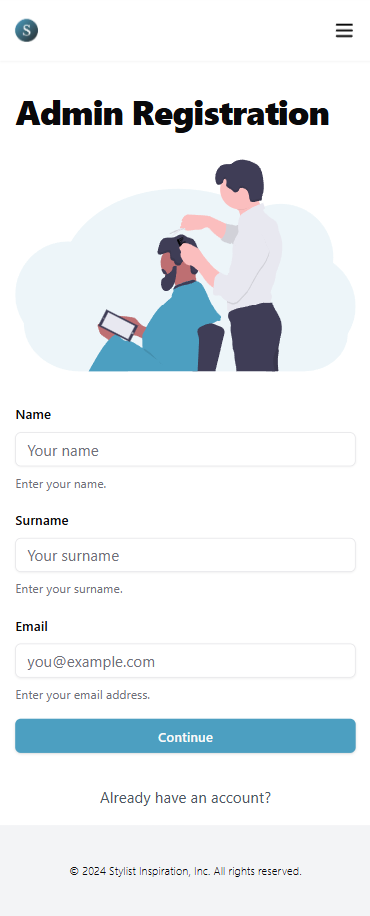 S
Admin Registration
Name
Your name
Enter your name.
Surname
Your surname
Enter your surname.
Email
you@example.com
Enter your email address.
Continue
Already have an account?
© 2024 Stylist Inspiration, Inc. All rights reserved.